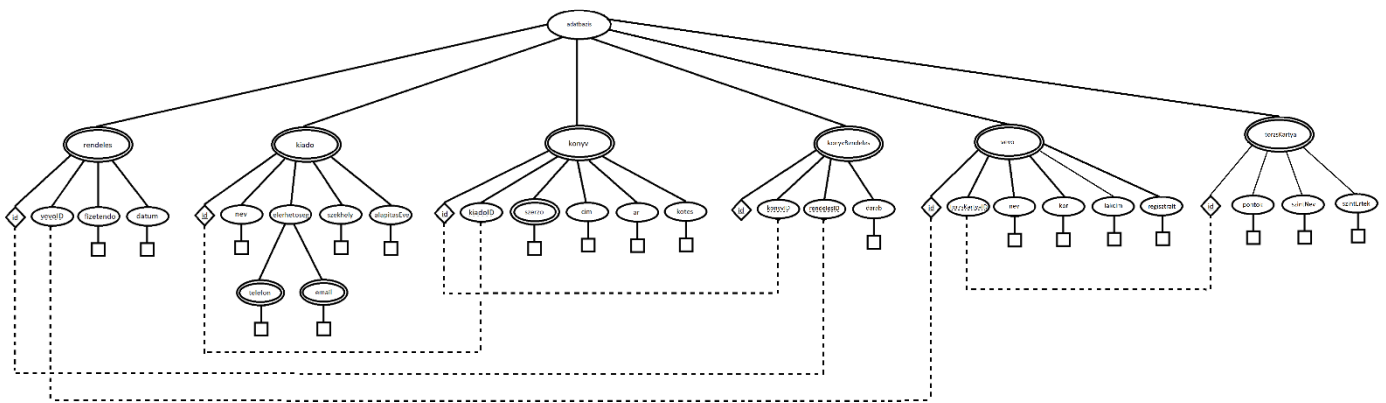 adatbazis
rendeles
kiado
konyv
konyvRendeles
vevo
torzsKartya
id
vevoID
fizetendo
datum
id
nev
elerhetoseg
szekhely
alapitasEve
id
kiadoID
szerzo
cim
ar
kotes
id
konyvID
rendelesID
darab
id
torzsKartyaID
nev
kor
lakcim
regisztralt
id
pontok
szintNev
szintErtek
telefon
email